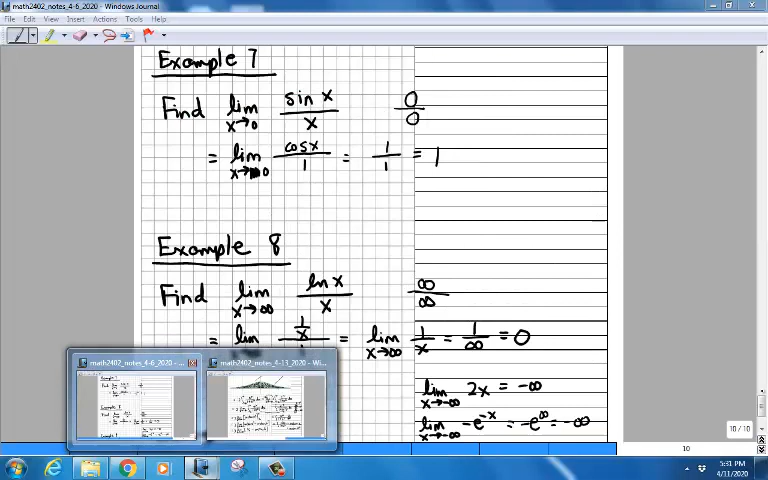 math2402_notes_4-6_2020 - Windows Journal
File Edit View Insert Actions Tools Help
Example 7
Find lim x→0 sin x / x 0/0
= lim x→0 cos x / 1 = 1/1 = 1
Example 8
Find lim x→∞ ln x / x ∞/∞
= lim 1/x = lim x→∞ 1/x = 1/∞ = 0
math2402_notes_4-6_2020 - Win...
math2402_notes_4-13_2020 - Wi...
lim x→-∞ 2x = -∞
lim x→-∞ -e^-x = -e^∞ = -∞
10 / 10
10
5:31 PM
4/11/2020